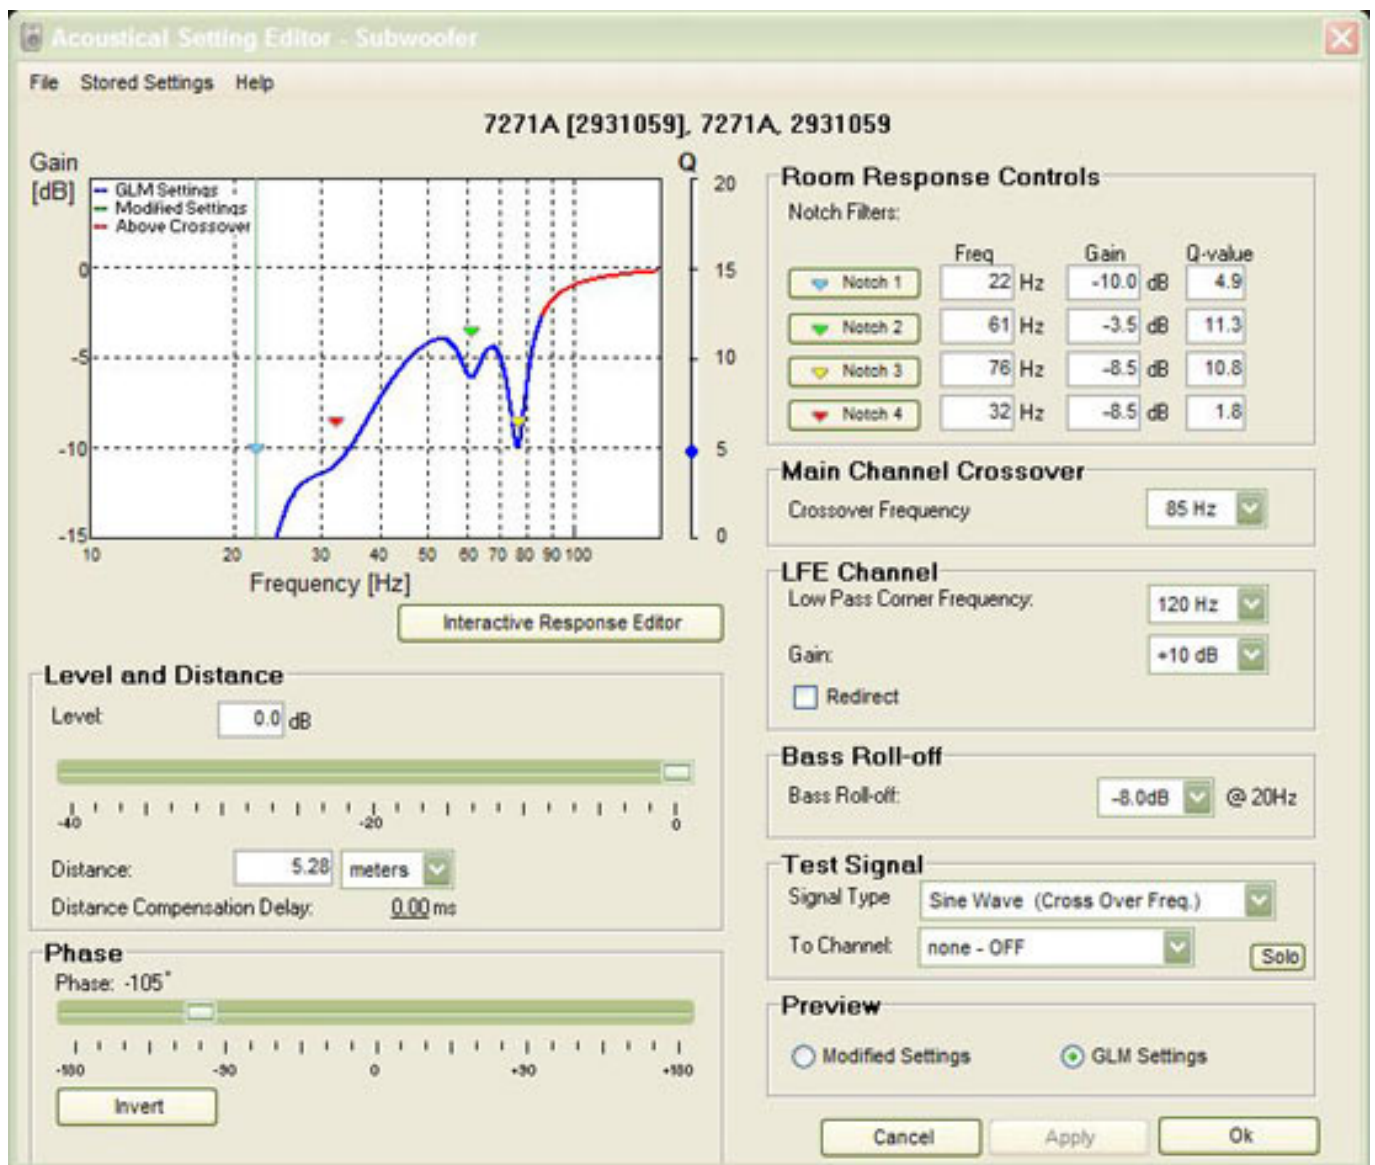 Acoustical Setting Editor - Subwoofer
File Stored Settings Help
7271A [2931059], 7271A, 2931059
Gain
[dB]
GLM Settings
Modified Settings
Above Crossover
0
-5
-10
-15
10 20 30 40 50 60 70 80 90 100
Frequency [Hz]
Q
20
15
10
5
0
Interactive Response Editor
Level and Distance
Level: 0.0 dB
-40 -20 0
Distance: 5.28 meters
Distance Compensation Delay: 0.00 ms
Phase
Phase: -105°
-180 -90 0 +90 +180
Invert
Room Response Controls
Notch Filters:
Freq Gain Q-value
Notch 1 22 Hz -10.0 dB 4.9
Notch 2 61 Hz -3.5 dB 11.3
Notch 3 76 Hz -8.5 dB 10.8
Notch 4 32 Hz -8.5 dB 1.8
Main Channel Crossover
Crossover Frequency 85 Hz
LFE Channel
Low Pass Corner Frequency: 120 Hz
Gain: +10 dB
Redirect
Bass Roll-off
Bass Roll-off: -8.0dB @ 20Hz
Test Signal
Signal Type Sine Wave (Cross Over Freq.)
To Channel: none - OFF Solo
Preview
Modified Settings GLM Settings
Cancel Apply Ok